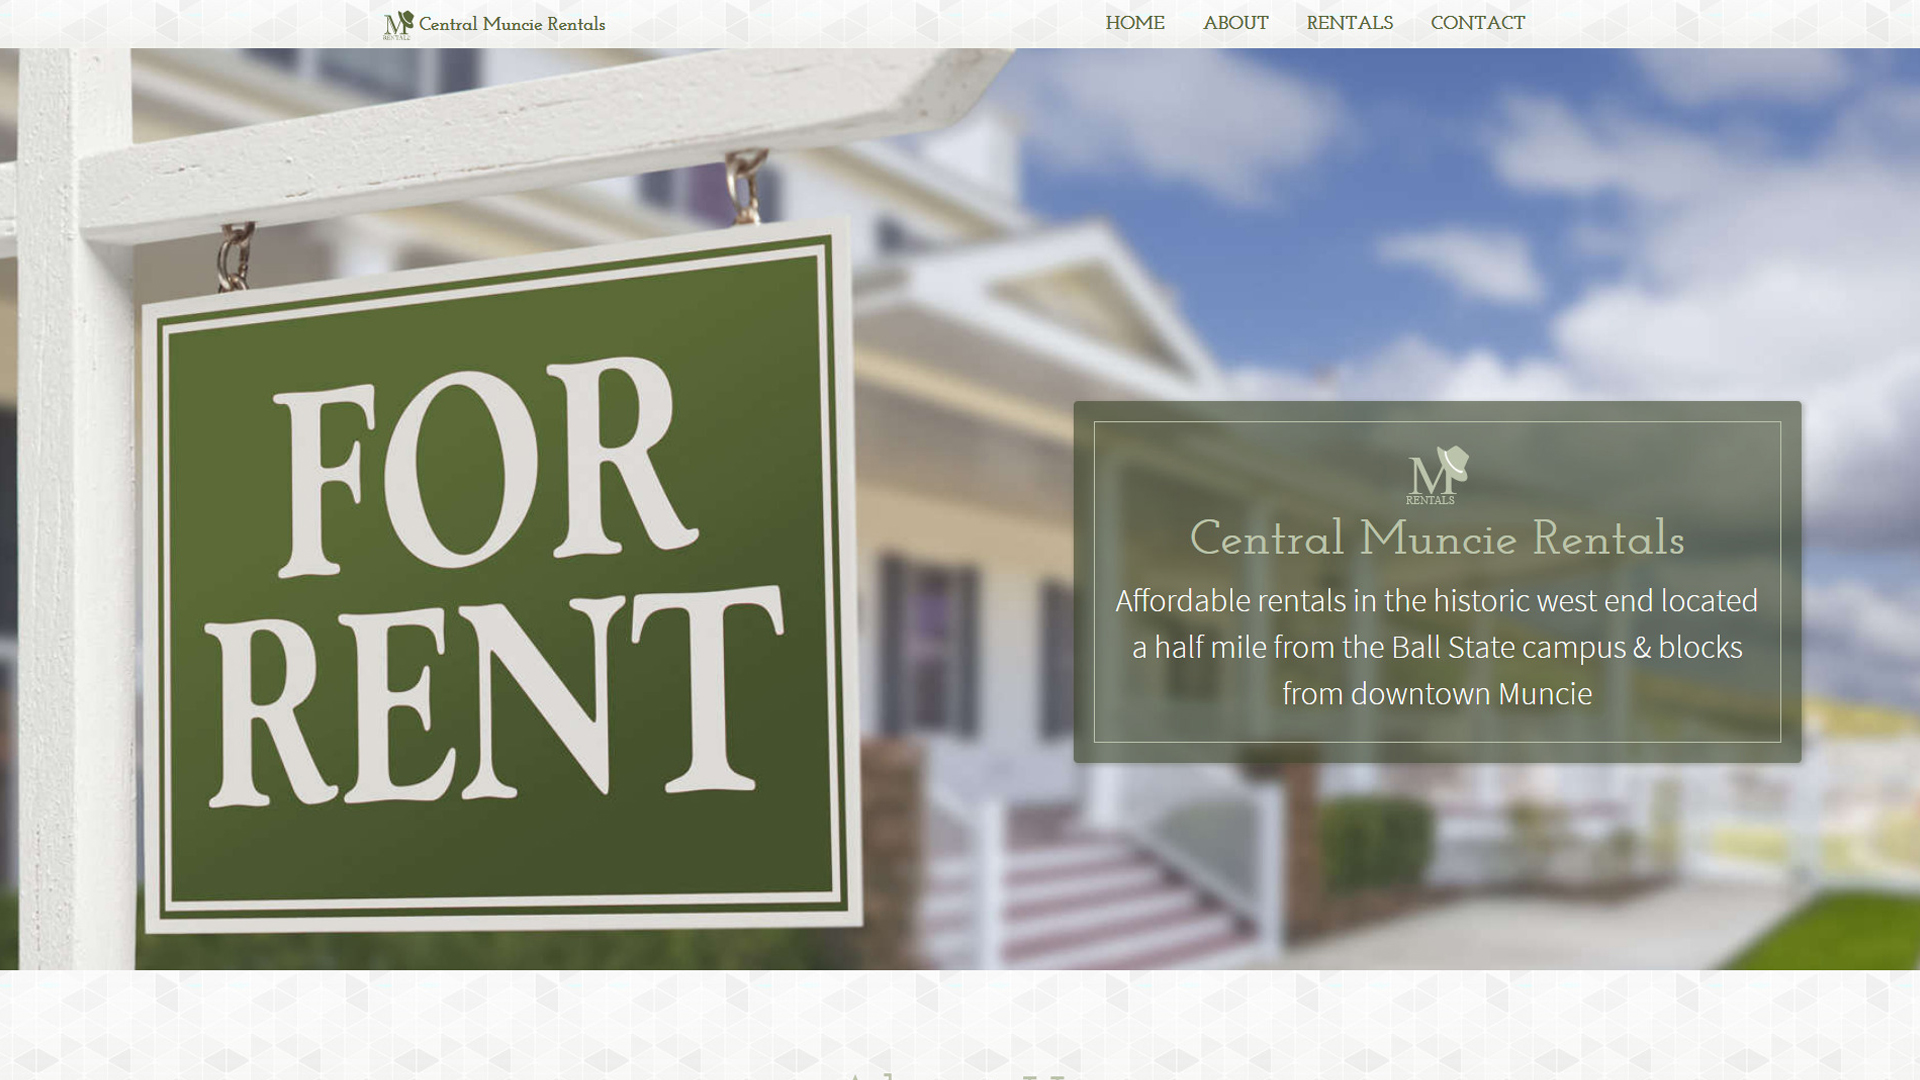 M RENTALS Central Muncie Rentals
HOME ABOUT RENTALS CONTACT
FOR
RENT
M
RENTALS
Central Muncie Rentals
Affordable rentals in the historic west end located
a half mile from the Ball State campus & blocks
from downtown Muncie